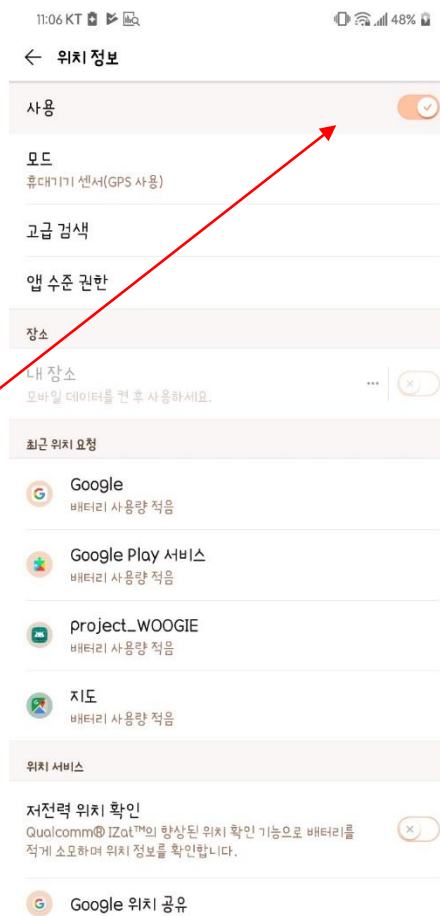 11:06 KT 48%
위치 정보
사용
모드
휴대기기 센서(GPS 사용)
고급 검색
앱 수준 권한
장소
내 장소
모바일 데이터를 켠 후 사용하세요.
최근 위치 요청
Google
배터리 사용량 적음
Google Play 서비스
배터리 사용량 적음
project_WOOGIE
배터리 사용량 적음
지도
배터리 사용량 적음
위치 서비스
저전력 위치 확인
Qualcomm® IZat™의 향상된 위치 확인 기능으로 배터리를
적게 소모하며 위치 정보를 확인합니다.
Google 위치 공유